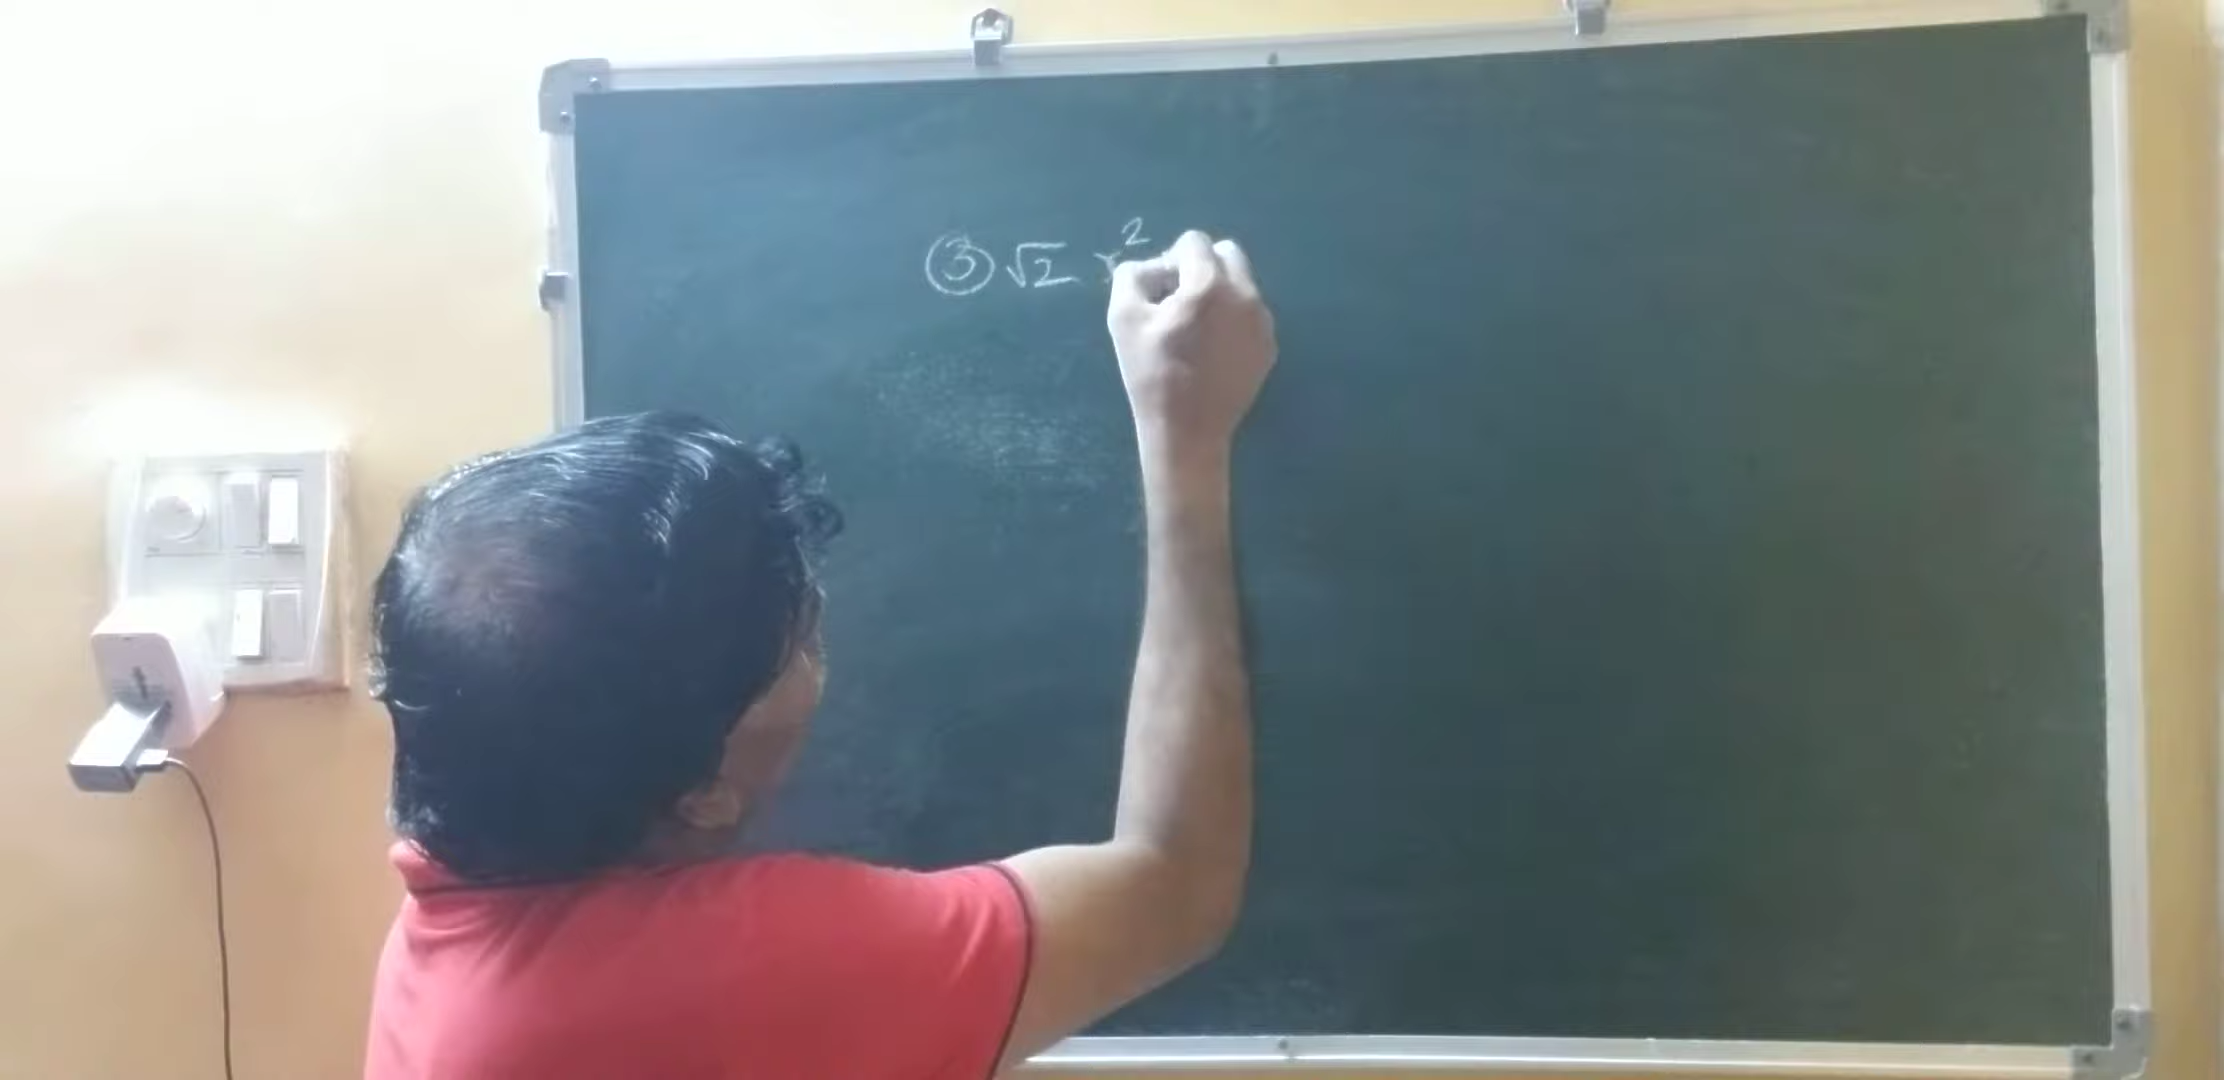 ③ √2 x²